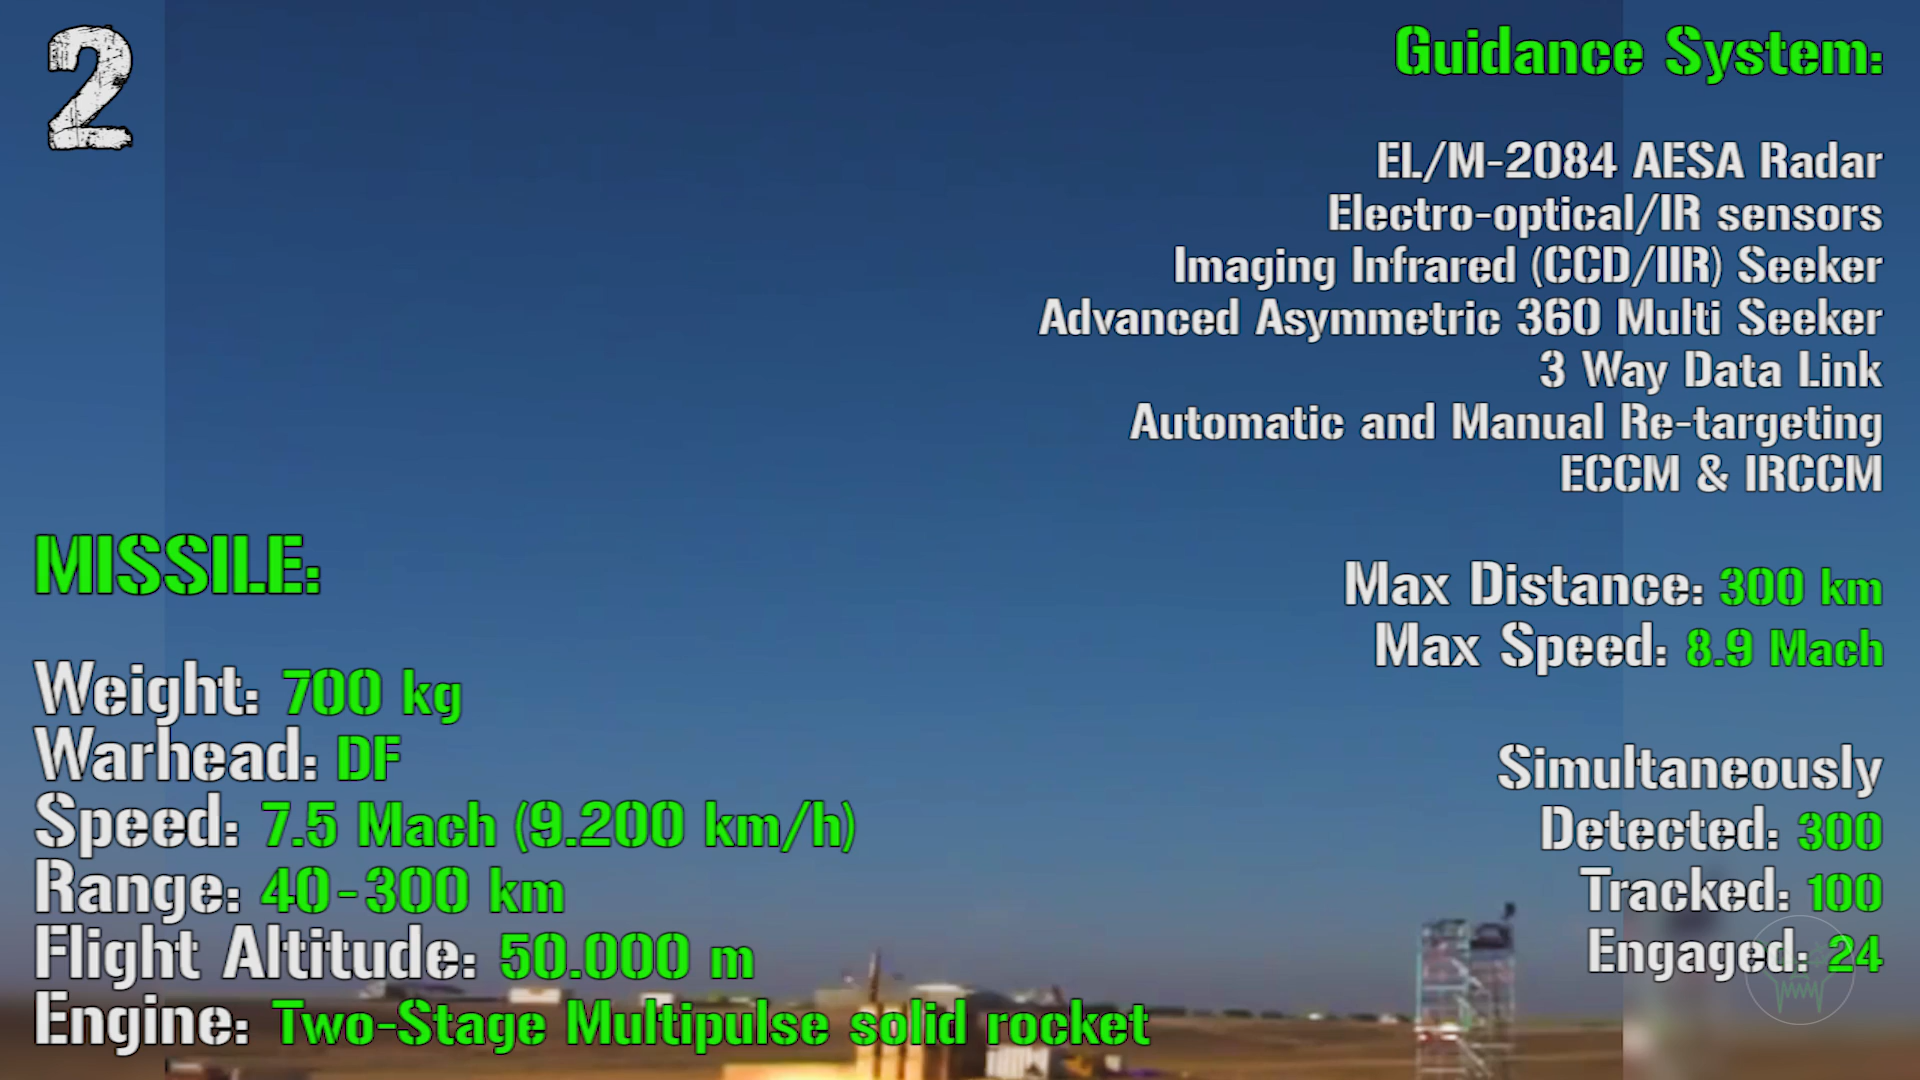 2
Guidance System:
EL/M-2084 AESA Radar
Electro-optical/IR sensors
Imaging Infrared (CCD/IIR) Seeker
Advanced Asymmetric 360 Multi Seeker
3 Way Data Link
Automatic and Manual Re-targeting
ECCM & IRCCM
Max Distance: 300 km
Max Speed: 8.9 Mach
Simultaneously
Detected: 300
Tracked: 100
Engaged: 24
MISSILE:
Weight: 700 kg
Warhead: DF
Speed: 7.5 Mach (9.200 km/h)
Range: 40-300 km
Flight Altitude: 50.000 m
Engine: Two-Stage Multipulse solid rocket